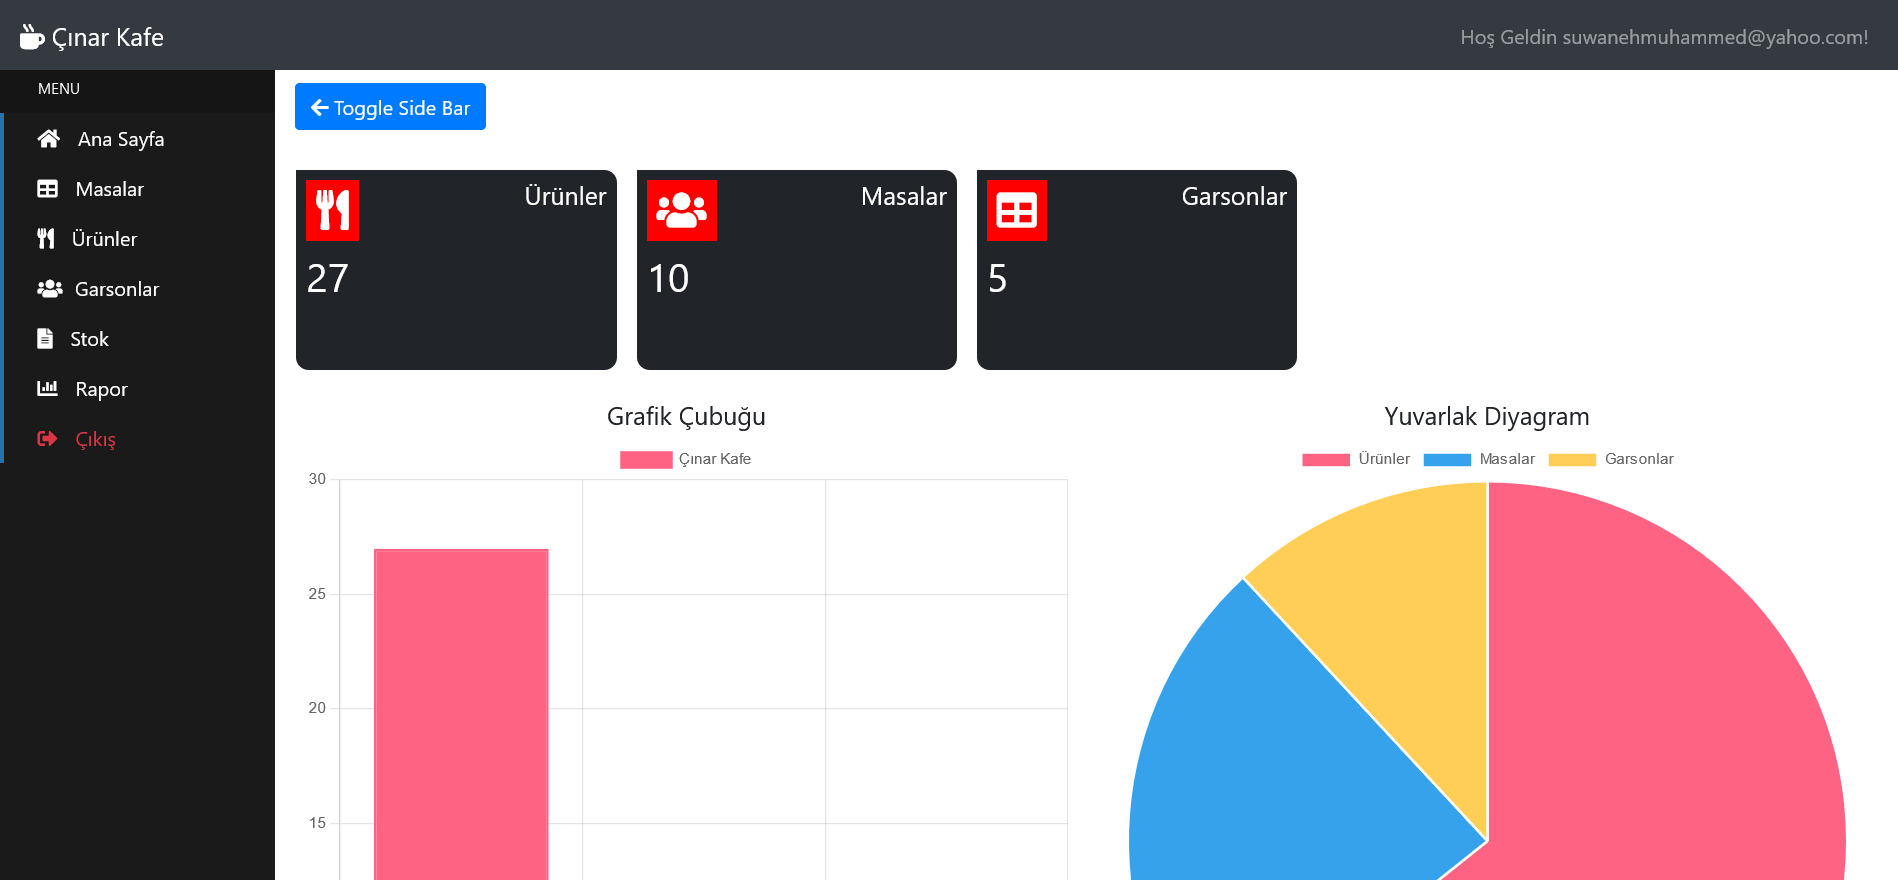 Çınar Kafe
Hoş Geldin suwanehmuhammed@yahoo.com!
MENU
Ana Sayfa
Masalar
Ürünler
Garsonlar
Stok
Rapor
Çıkış
Toggle Side Bar
Ürünler
27
Masalar
10
Garsonlar
5
Grafik Çubuğu
Çınar Kafe
30
25
20
15
Yuvarlak Diyagram
Ürünler Masalar Garsonlar